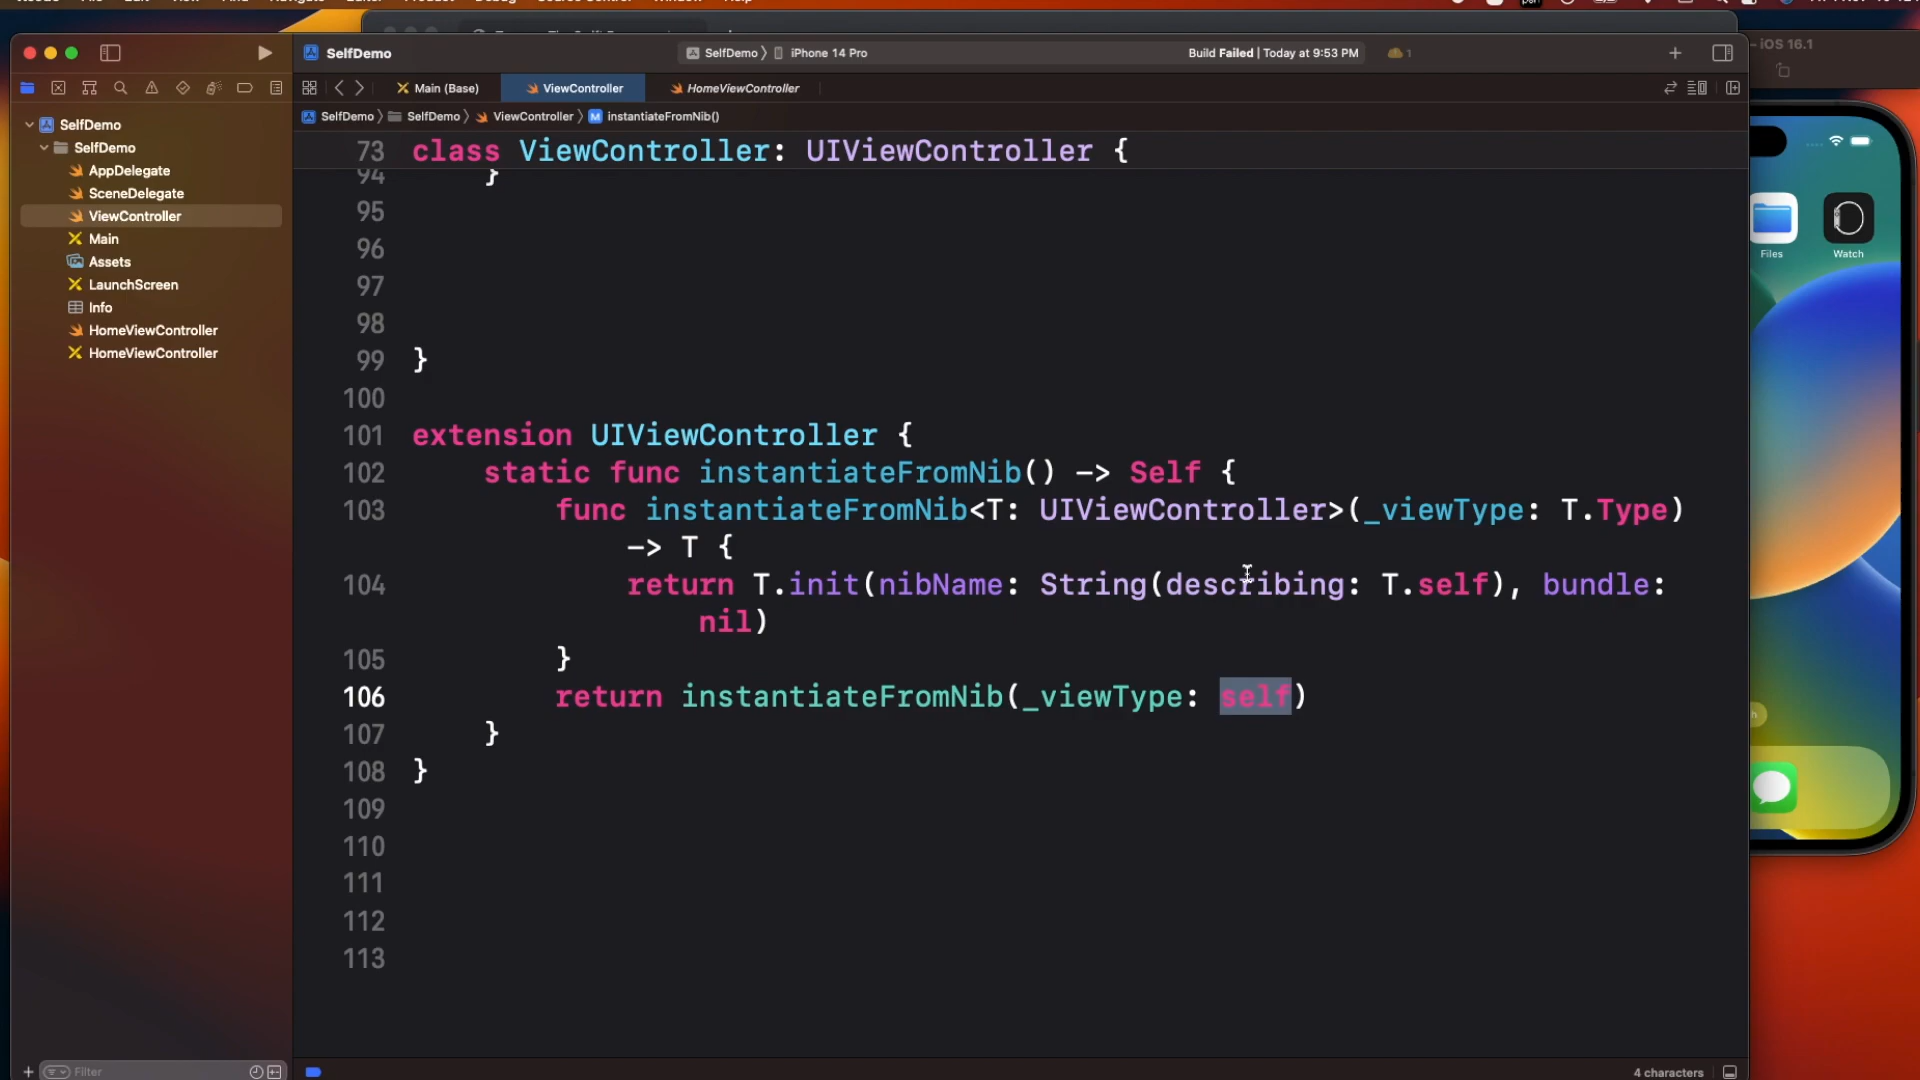 SelfDemo
SelfDemo
iPhone 14 Pro
Build Failed | Today at 9:53 PM
1
iOS 16.1
Main (Base)
ViewController
HomeViewController
SelfDemo
SelfDemo
ViewController
instantiateFromNib()
SelfDemo
SelfDemo
AppDelegate
SceneDelegate
ViewController
Main
Assets
LaunchScreen
Info
HomeViewController
HomeViewController
73 class ViewController: UIViewController {
94 }
95
96
97
98
99 }
100
101 extension UIViewController {
102 static func instantiateFromNib() -> Self {
103 func instantiateFromNib<T: UIViewController>(_viewType: T.Type)
-> T {
104 return T.init(nibName: String(describing: T.self), bundle:
nil)
105 }
106 return instantiateFromNib(_viewType: self)
107 }
108 }
109
110
111
112
113
Files
Watch
Filter
4 characters